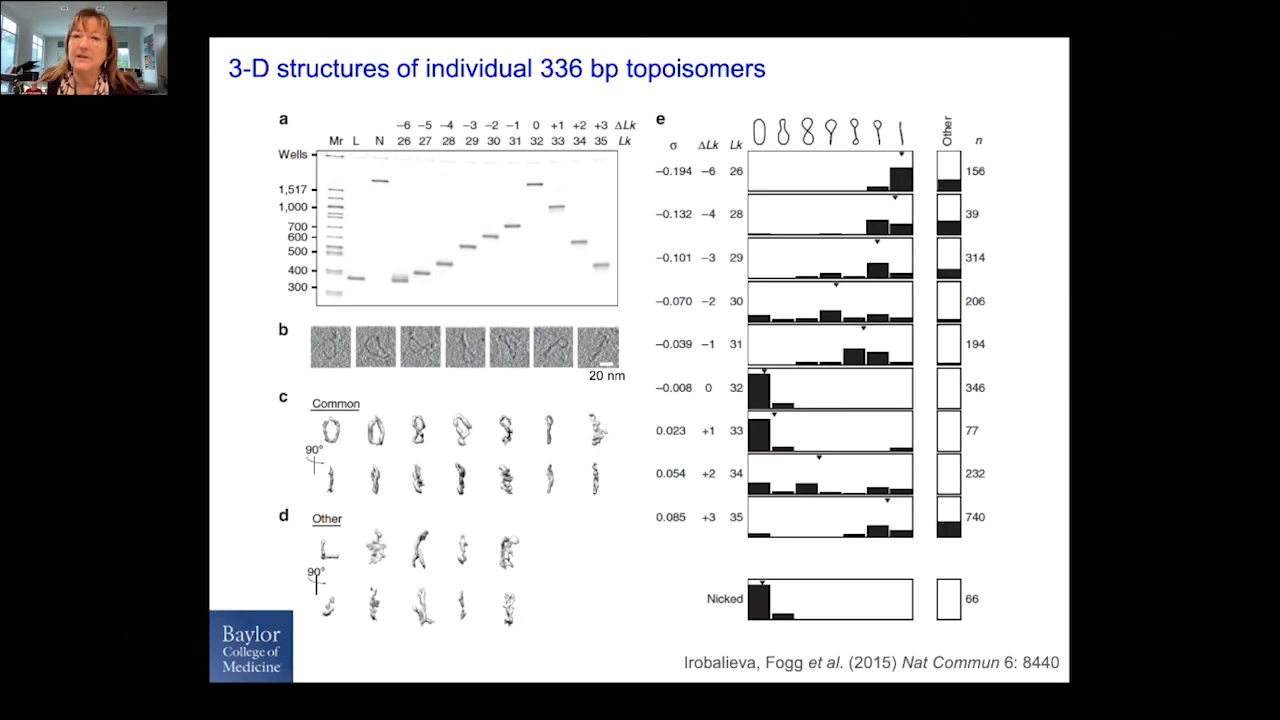 3-D structures of individual 336 bp topoisomers
a
−6 −5 −4 −3 −2 −1 0 +1 +2 +3 ΔLk
Mr L N 26 27 28 29 30 31 32 33 34 35 Lk
Wells
1,517
1,000
700
600
500
400
300
b
20 nm
c
Common
90°
d
Other
90°
e
σ ΔLk Lk Other n
−0.194 −6 26 156
−0.132 −4 28 39
−0.101 −3 29 314
−0.070 −2 30 206
−0.039 −1 31 194
−0.008 0 32 346
0.023 +1 33 77
0.054 +2 34 232
0.085 +3 35 740
Nicked 66
Baylor
College of
Medicine
Irobalieva, Fogg et al. (2015) Nat Commun 6: 8440